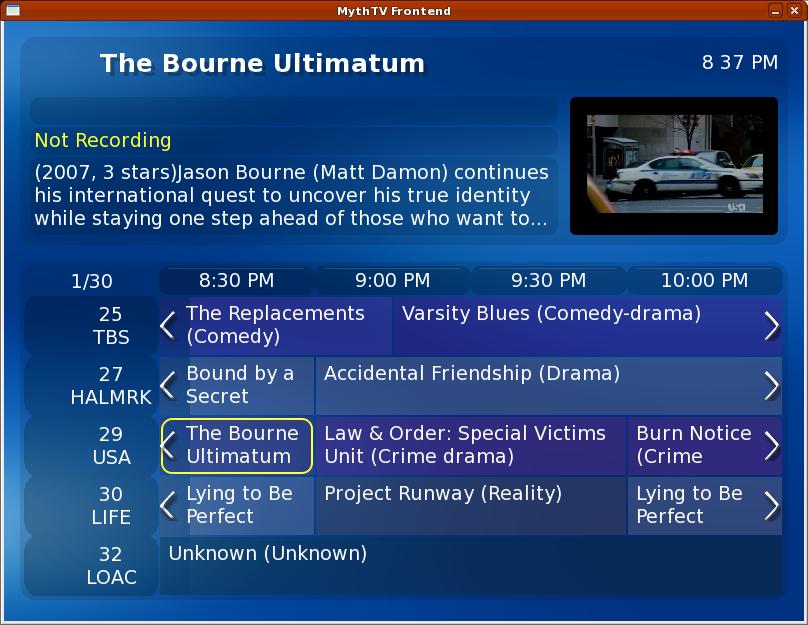 MythTV Frontend
The Bourne Ultimatum
8 37 PM
Not Recording
(2007, 3 stars)Jason Bourne (Matt Damon) continues
his international quest to uncover his true identity
while staying one step ahead of those who want to...
USA
1/30
8:30 PM
9:00 PM
9:30 PM
10:00 PM
25
TBS
The Replacements
(Comedy)
Varsity Blues (Comedy-drama)
27
HALMRK
Bound by a
Secret
Accidental Friendship (Drama)
29
USA
The Bourne
Ultimatum
Law & Order: Special Victims
Unit (Crime drama)
Burn Notice
(Crime
30
LIFE
Lying to Be
Perfect
Project Runway (Reality)
Lying to Be
Perfect
32
LOAC
Unknown (Unknown)